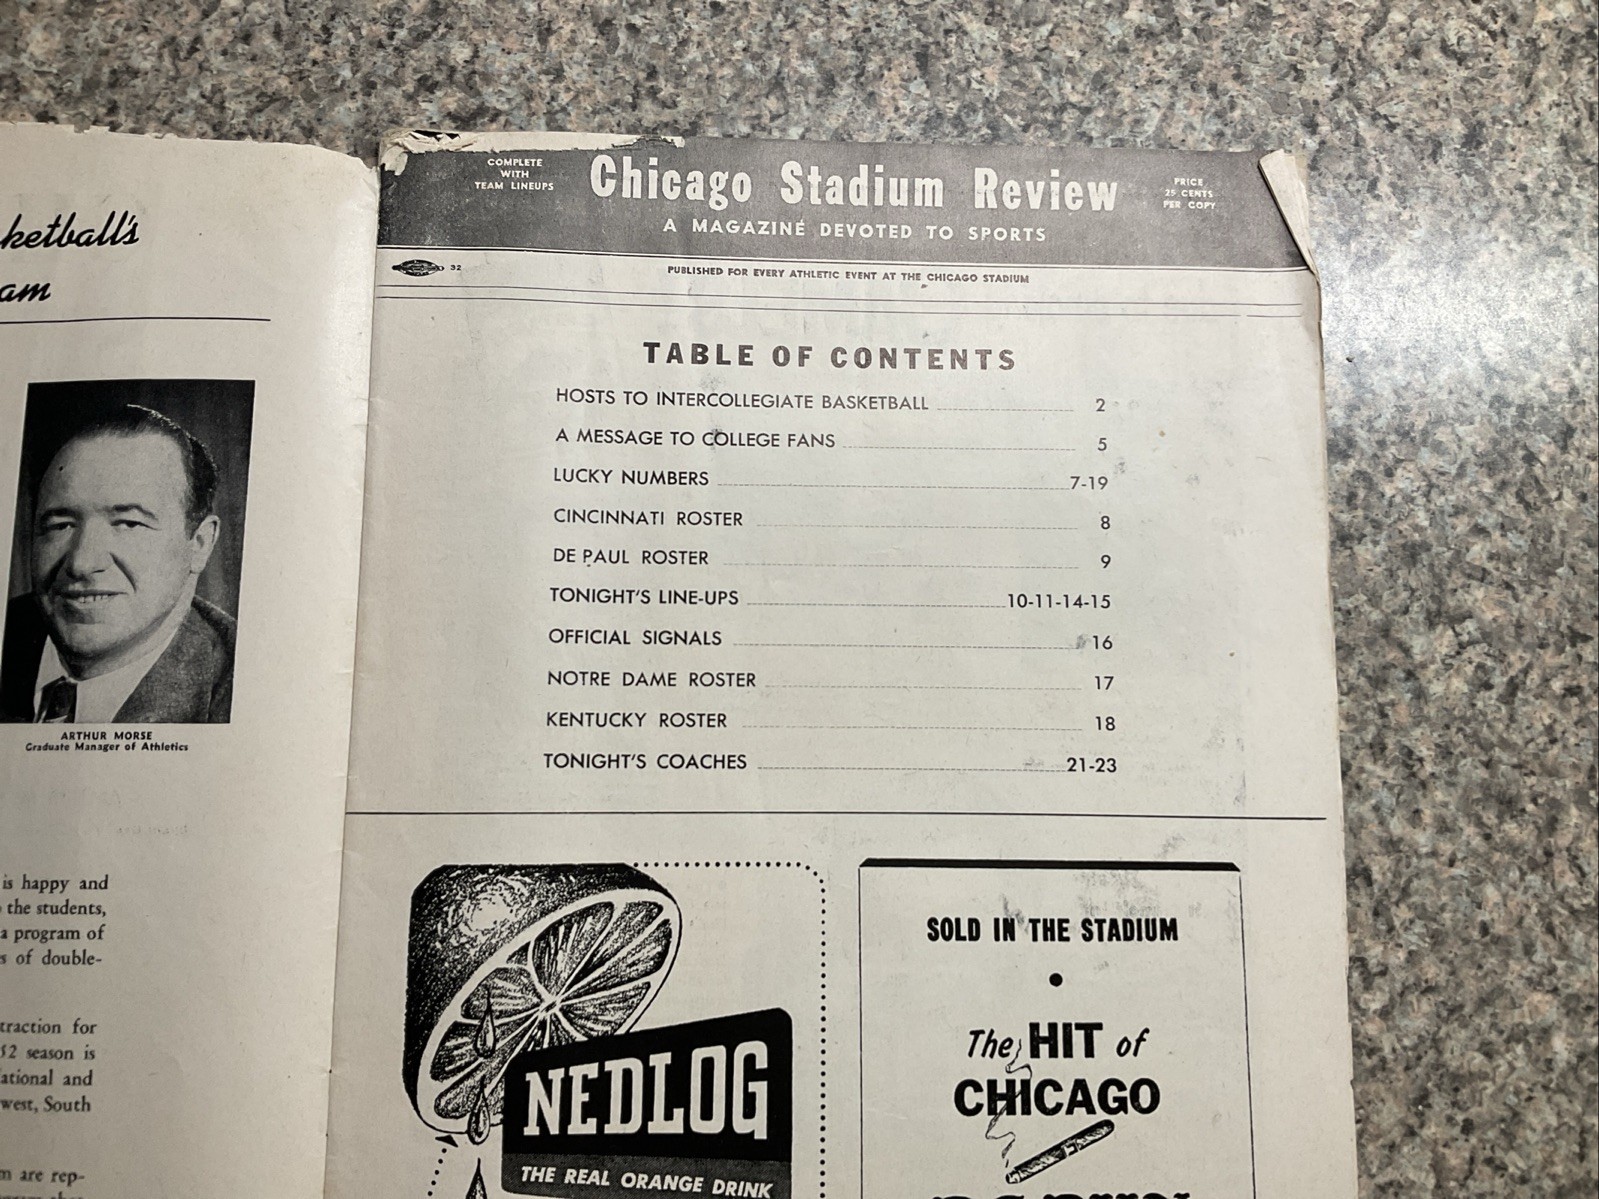 ketball's
am
ARTHUR MORSE
Graduate Manager of Athletics
is happy and
the students,
a program of
s of double-
traction for
52 season is
ational and
west, South
m are rep-
COMPLETE
WITH
TEAM LINEUPS
Chicago Stadium Review
A MAGAZINE DEVOTED TO SPORTS
PRICE
25 CENTS
PER COPY
32
PUBLISHED FOR EVERY ATHLETIC EVENT AT THE CHICAGO STADIUM
TABLE OF CONTENTS
HOSTS TO INTERCOLLEGIATE BASKETBALL 2
A MESSAGE TO COLLEGE FANS 5
LUCKY NUMBERS 7-19
CINCINNATI ROSTER 8
DE PAUL ROSTER 9
TONIGHT'S LINE-UPS 10-11-14-15
OFFICIAL SIGNALS 16
NOTRE DAME ROSTER 17
KENTUCKY ROSTER 18
TONIGHT'S COACHES 21-23
NEDLOG
THE REAL ORANGE DRINK
SOLD IN THE STADIUM
The HIT of
CHICAGO